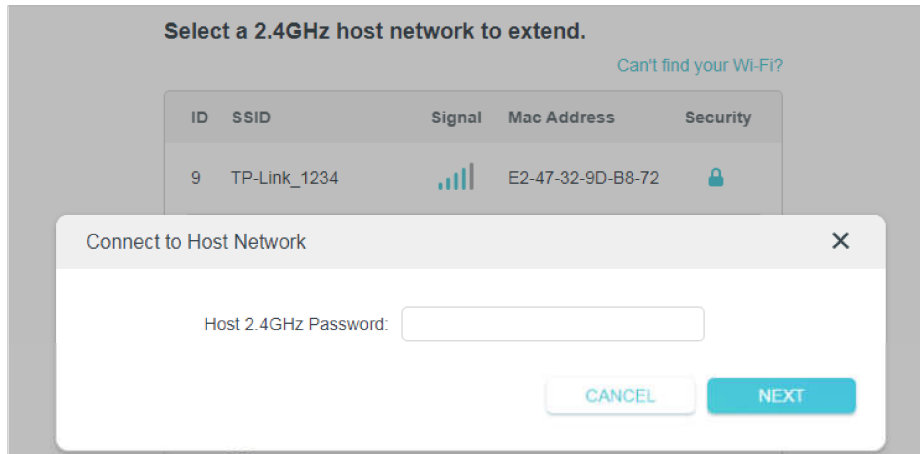 Select a 2.4GHz host network to extend.
Can't find your Wi-Fi?
ID SSID Signal Mac Address Security
9 TP-Link_1234 E2-47-32-9D-B8-72
Connect to Host Network
Host 2.4GHz Password:
CANCEL NEXT